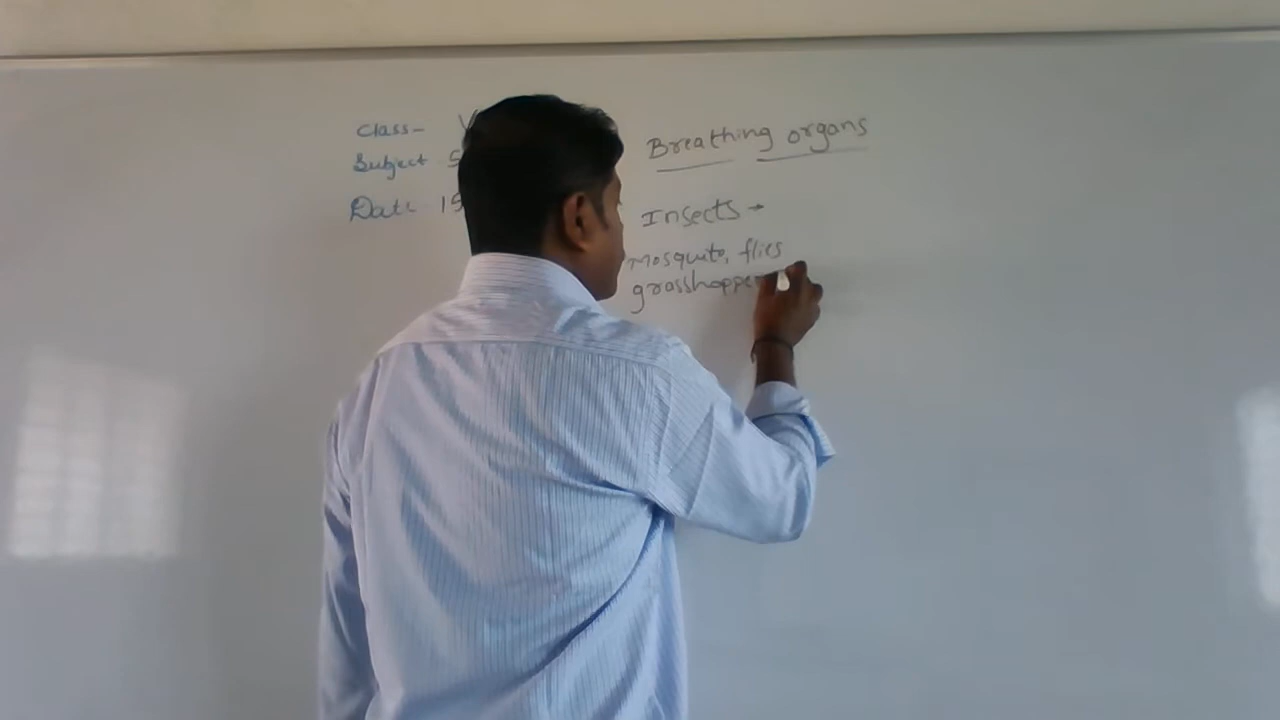 Class-
Subject
Date
Breathing organs
Insects -
Mosquito, flies
grasshopper